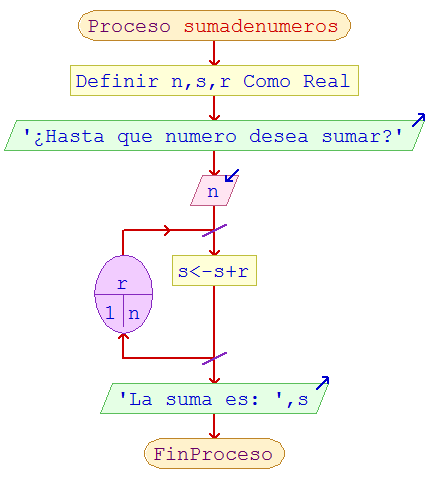 Proceso sumadenumeros
Definir n,s,r Como Real
'¿Hasta que numero desea sumar?'
n
r
1 n
s<-s+r
'La suma es: ',s
FinProceso